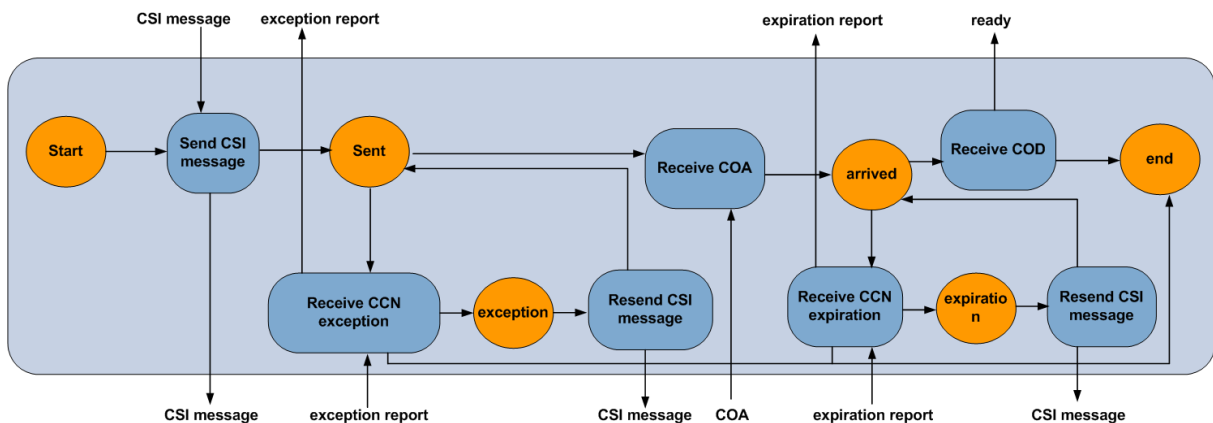 CSI message
exception report
expiration report
ready
Start
Send CSI
message
Sent
Receive COA
arrived
Receive COD
end
Receive CCN
exception
exception
Resend CSI
message
Receive CCN
expiration
expiratio
n
Resend CSI
message
CSI message
exception report
CSI message
COA
expiration report
CSI message